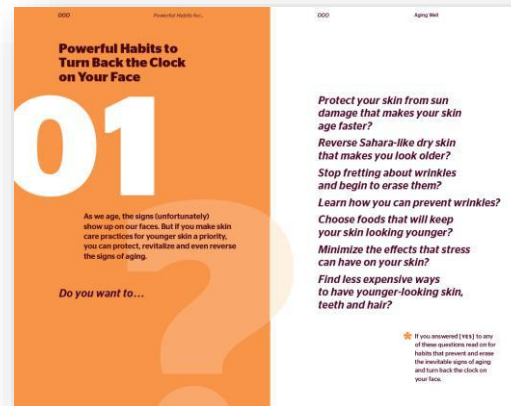 000
Powerful Habits for...
Powerful Habits to
Turn Back the Clock
on Your Face
01
As we age, the signs (unfortunately)
show up on our faces. But if you make skin
care practices for younger skin a priority,
you can protect, revitalize and even reverse
the signs of aging.
Do you want to...
?
000
Aging Well
Protect your skin from sun
damage that makes your skin
age faster?
Reverse Sahara-like dry skin
that makes you look older?
Stop fretting about wrinkles
and begin to erase them?
Learn how you can prevent wrinkles?
Choose foods that will keep
your skin looking younger?
Minimize the effects that stress
can have on your skin?
Find less expensive ways
to have younger-looking skin,
teeth and hair?
* If you answered [YES] to any
of these questions read on for
habits that prevent and erase
the inevitable signs of aging
and turn back the clock on
your face.